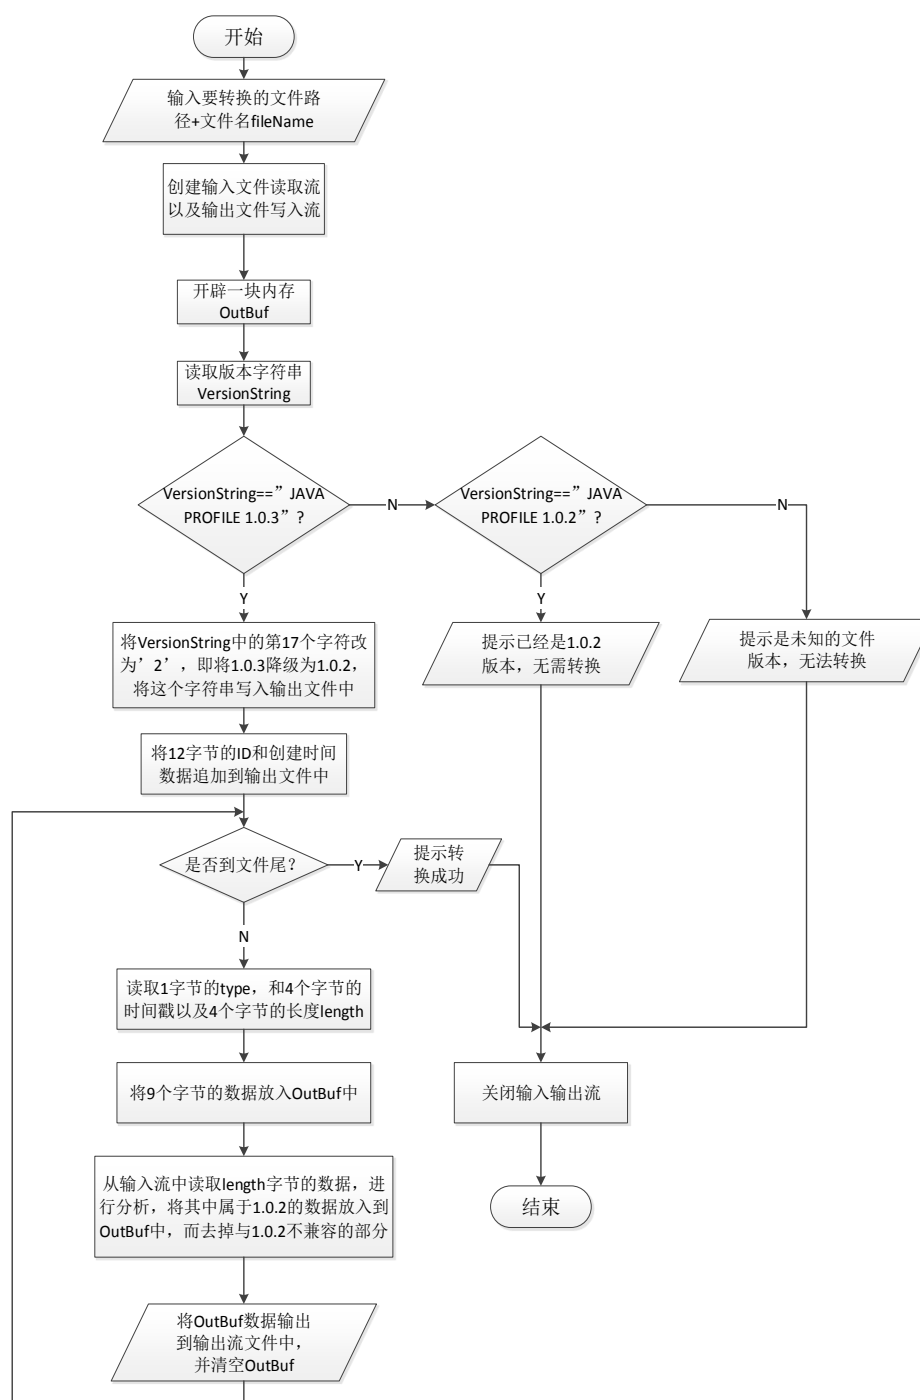 开始
输入要转换的文件路
径+文件名fileName
创建输入文件读取流
以及输出文件写入流
开辟一块内存
OutBuf
读取版本字符串
VersionString
VersionString==”JAVA
PROFILE 1.0.3”?
N
VersionString==”JAVA
PROFILE 1.0.2”?
N
Y
Y
将VersionString中的第17个字符改
为’2’,即将1.0.3降级为1.0.2,
将这个字符串写入输出文件中
提示已经是1.0.2
版本,无需转换
提示是未知的文件
版本,无法转换
将12字节的ID和创建时间
数据追加到输出文件中
是否到文件尾?
Y
提示转
换成功
N
读取1字节的type,和4个字节的
时间戳以及4个字节的长度length
将9个字节的数据放入OutBuf中
关闭输入输出流
从输入流中读取length字节的数据,进
行分析,将其中属于1.0.2的数据放入到
OutBuf中,而去掉与1.0.2不兼容的部分
结束
将OutBuf数据输出
到输出流文件中,
并清空OutBuf